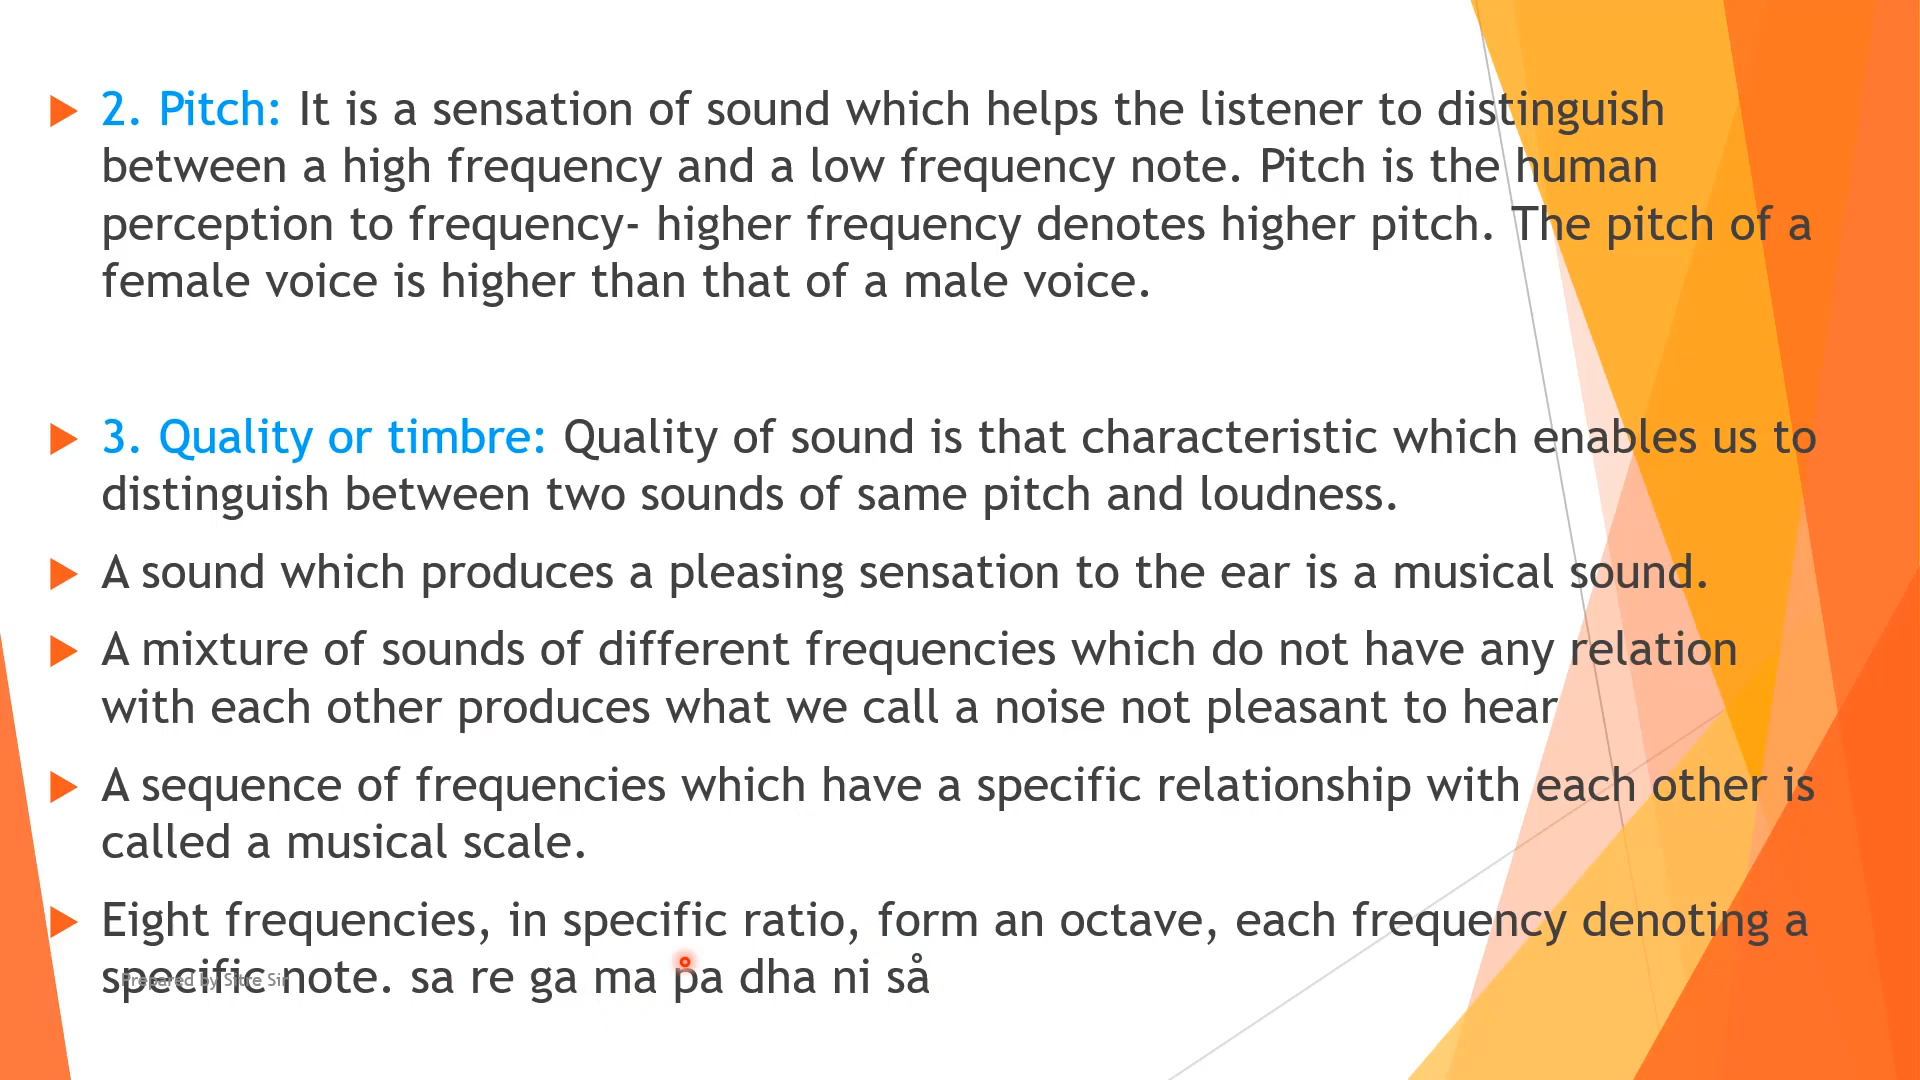 2. Pitch: It is a sensation of sound which helps the listener to distinguish
between a high frequency and a low frequency note. Pitch is the human
perception to frequency- higher frequency denotes higher pitch. The pitch of a
female voice is higher than that of a male voice.
3. Quality or timbre: Quality of sound is that characteristic which enables us to
distinguish between two sounds of same pitch and loudness.
A sound which produces a pleasing sensation to the ear is a musical sound.
A mixture of sounds of different frequencies which do not have any relation
with each other produces what we call a noise not pleasant to hear
A sequence of frequencies which have a specific relationship with each other is
called a musical scale.
Eight frequencies, in specific ratio, form an octave, each frequency denoting a
specific note. sa re ga ma pa dha ni så
Prepared by Sitre Sir